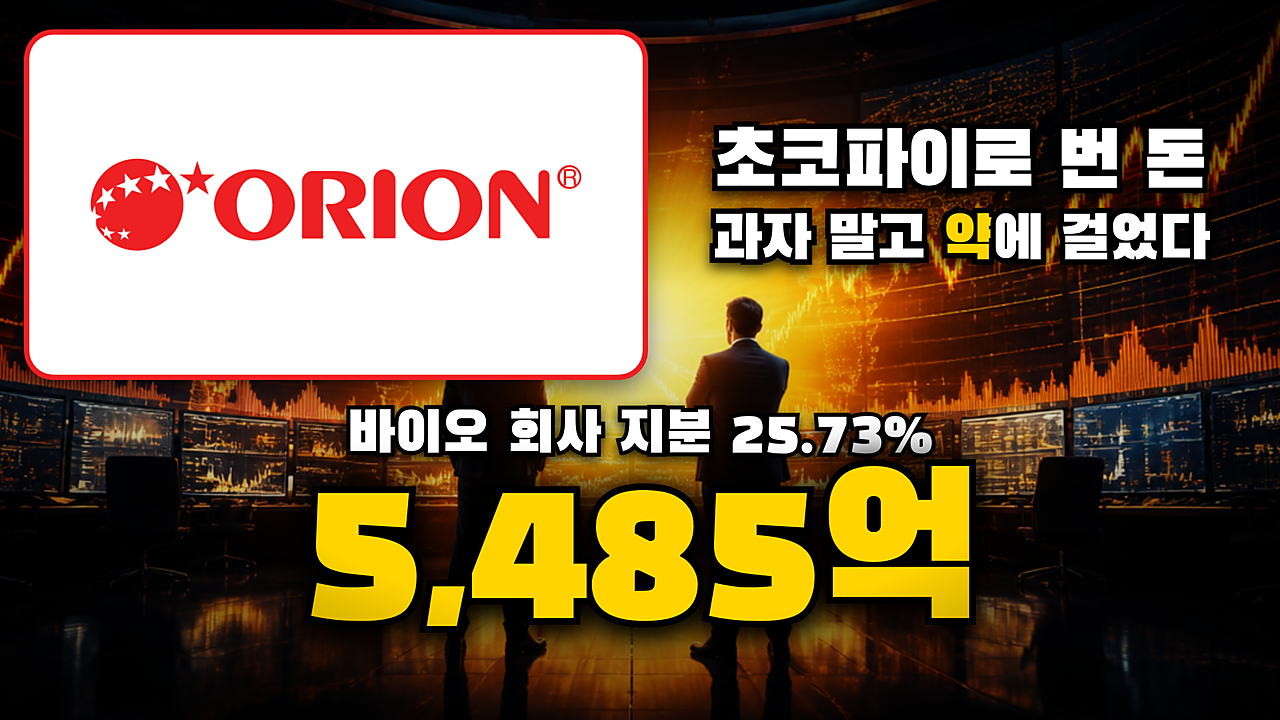 ORION®
초코파이로 번 돈
과자 말고 약에 걸었다
바이오 회사 지분 25.73%
5,485억